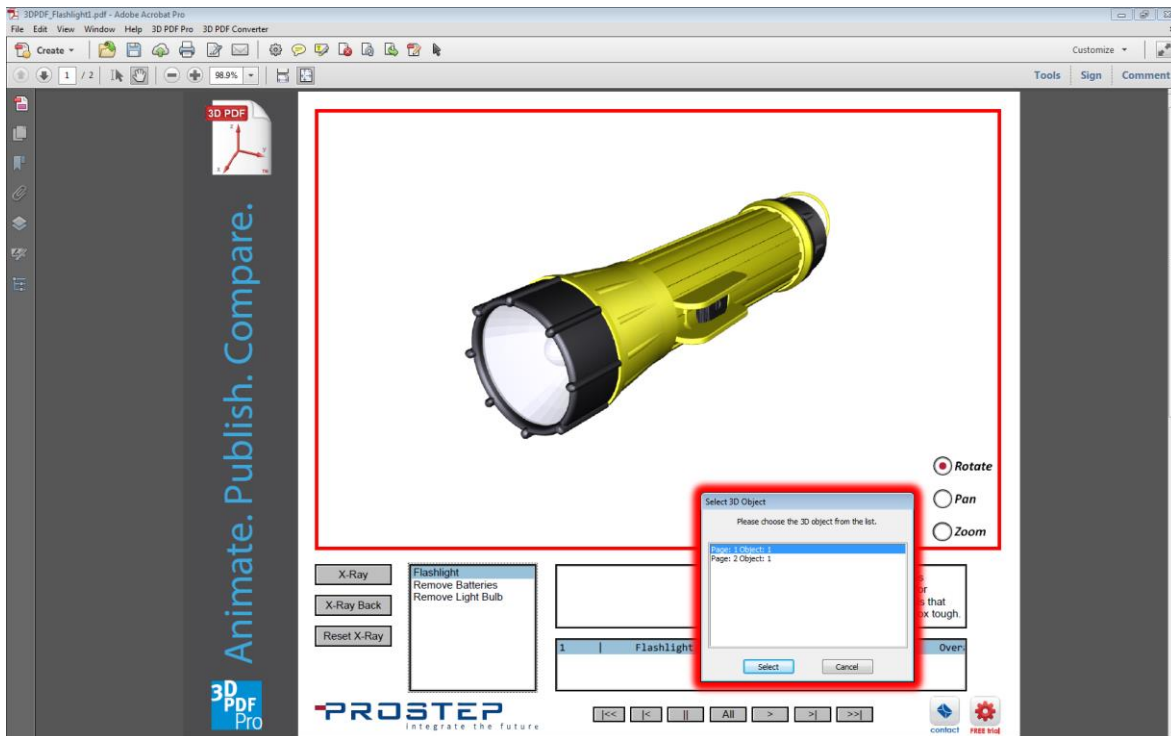 3DPDF_Flashlight1.pdf - Adobe Acrobat Pro
File Edit View Window Help 3D PDF Pro 3D PDF Converter
Create Customize
1 / 2 98.9% Tools Sign Comment
3D PDF
z
y
x
Animate. Publish. Compare.
Rotate
Pan
Zoom
Select 3D Object
Please choose the 3D object from the list.
Page: 1 Object: 1
Page: 2 Object: 1
Select Cancel
X-Ray
X-Ray Back
Reset X-Ray
Flashlight
Remove Batteries
Remove Light Bulb
s
or
s that
ox tough.
1 | Flashlight Over
3D
PDF
Pro
PROSTEP
integrate the future
|<< |< || All > >| >>|
contact FREE trial